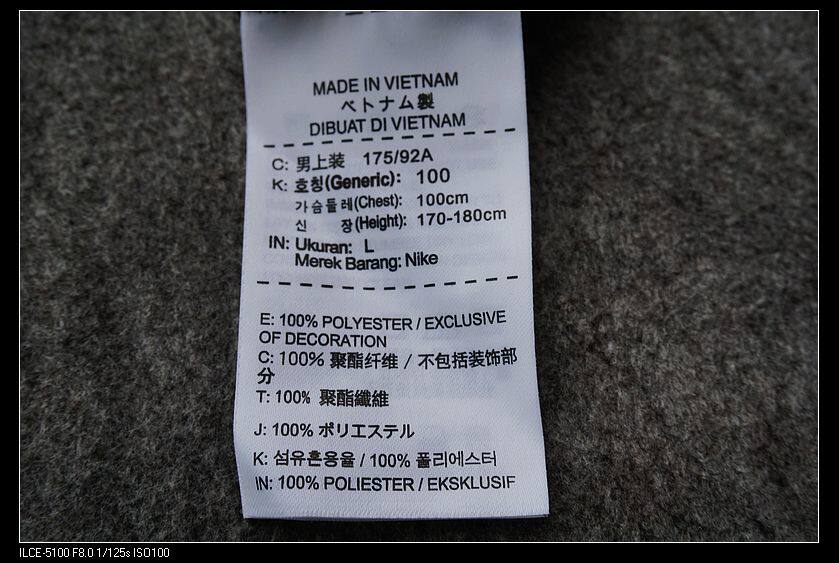 MADE IN VIETNAM
ベトナム製
DIBUAT DI VIETNAM
C: 男上装 175/92A
K: 호칭(Generic): 100
가슴둘레(Chest): 100cm
신 장(Height): 170-180cm
IN: Ukuran: L
Merek Barang: Nike
E: 100% POLYESTER / EXCLUSIVE
OF DECORATION
C: 100% 聚酯纤维 / 不包括装饰部
分
T: 100% 聚酯纖維
J: 100% ポリエステル
K: 섬유혼용율 / 100% 폴리에스터
IN: 100% POLIESTER / EKSKLUSIF
ILCE-5100 F8.0 1/125s ISO100